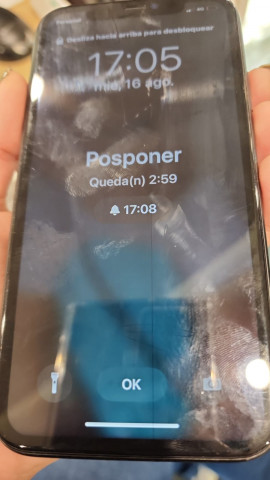 Desliza hacia arriba para desbloquear
17:05
mié, 16 ago.
Posponer
Queda(n) 2:59
17:08
OK